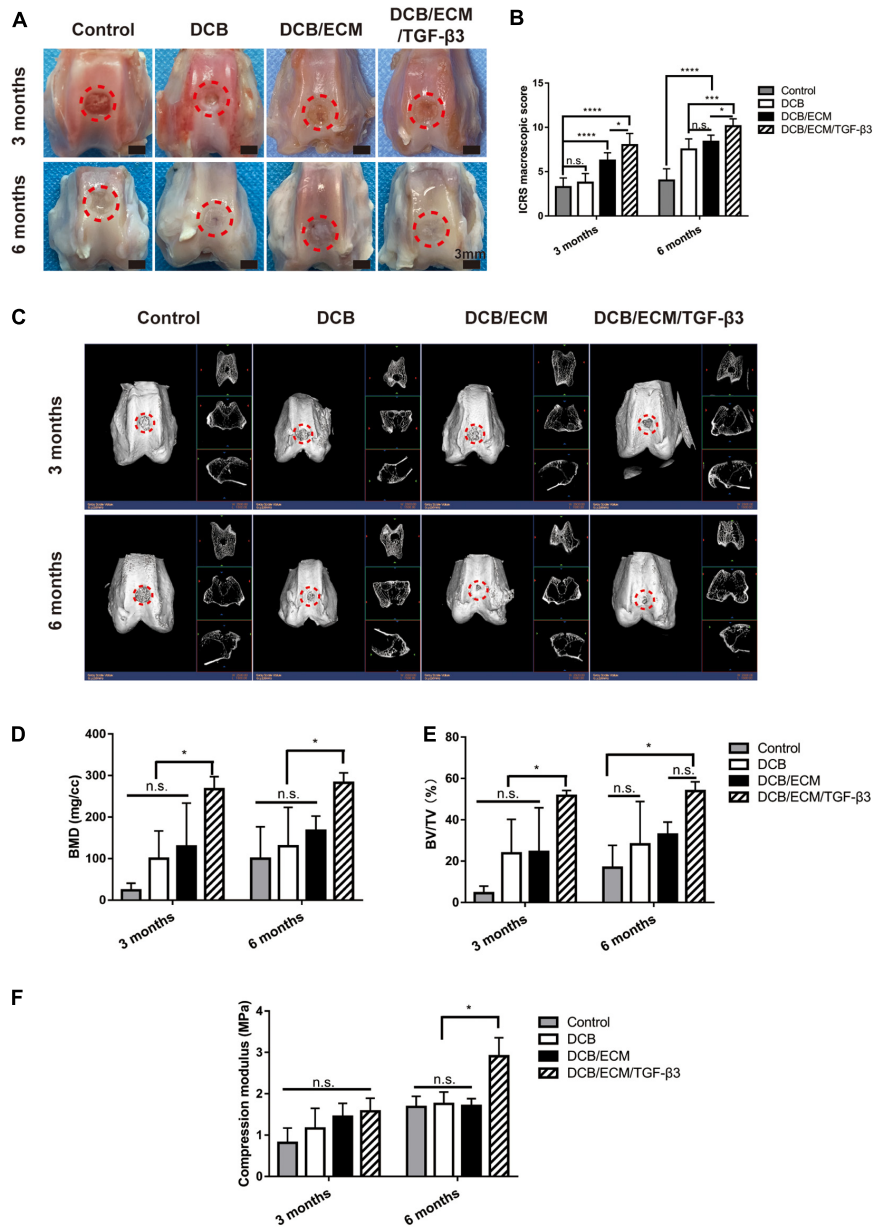 A
Control
DCB
DCB/ECM
DCB/ECM
/TGF-β3
3 months
6 months
3mm
B
ICRS macroscopic score
15
10
5
0
****
****
n.s.
*
****
***
n.s.
*
3 months
6 months
Control
DCB
DCB/ECM
DCB/ECM/TGF-β3
C
Control
DCB
DCB/ECM
DCB/ECM/TGF-β3
3 months
6 months
D
BMD (mg/cc)
400
300
200
100
0
n.s.
*
n.s.
*
3 months
6 months
E
BV/TV (%)
80
60
40
20
0
n.s.
*
n.s.
*
n.s.
3 months
6 months
Control
DCB
DCB/ECM
DCB/ECM/TGF-β3
F
Compression modulus (MPa)
4
3
2
1
0
n.s.
n.s.
*
3 months
6 months
Control
DCB
DCB/ECM
DCB/ECM/TGF-β3